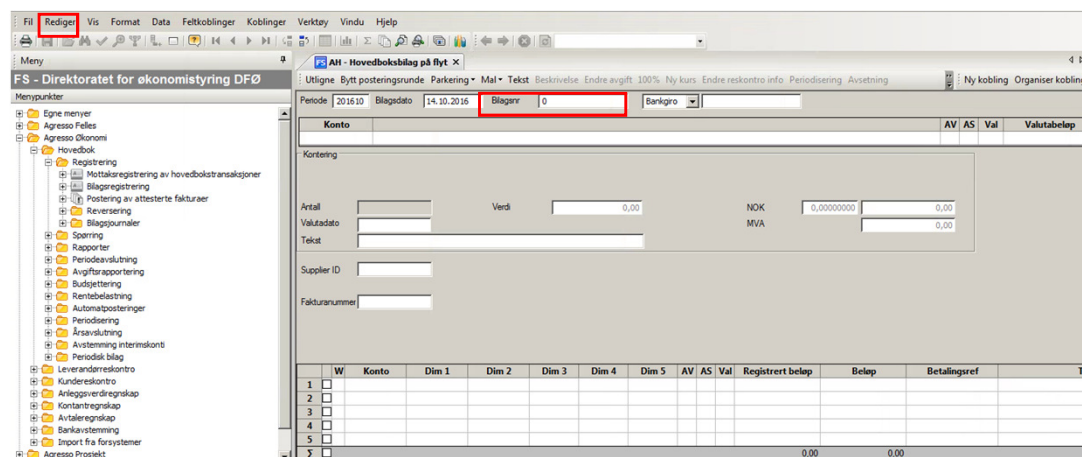 Fil Rediger Vis Format Data Feltkoblinger Koblinger Verktøy Vindu Hjelp
Meny
FS AH - Hovedboksbilag på flyt
FS - Direktoratet for økonomistyring DFØ
Utligne Bytt posteringsrunde Parkering Mal Tekst Beskrivelse Endre avgift 100% Ny kurs Endre reskontro info Periodisering Avsetning Ny kobling Organiser kobling
Menypunkter
Periode 201610 Bilagsdato 14.10.2016 Bilagsnr 0 Bankgiro
Egne menyer
Agresso Felles
Agresso Økonomi
Hovedbok
Registrering
Mottaksregistrering av hovedbokstransaksjoner
Bilagsregistrering
Postering av attesterte fakturaer
Reversering
Bilagsjournaler
Spørring
Rapporter
Periodeavslutning
Avgiftsrapportering
Budsjettering
Rentebelastning
Automatposteringer
Periodisering
Årsavslutning
Avstemming interimskonti
Periodisk bilag
Leverandørreskontro
Kundereskontro
Anleggsverdiregnskap
Kontantregnskap
Avtaleregnskap
Bankavstemming
Import fra forsystemer
Agresso Prosjekt
Konto AV AS Val Valutabeløp
Kontering
Antall Verdi 0,00 NOK 0,00000000 0,00
Valutadato MVA 0,00
Tekst
Supplier ID
Fakturanummer
W Konto Dim 1 Dim 2 Dim 3 Dim 4 Dim 5 AV AS Val Registrert beløp Beløp Betalingsref T
1
2
3
4
5
Σ 0,00 0,00